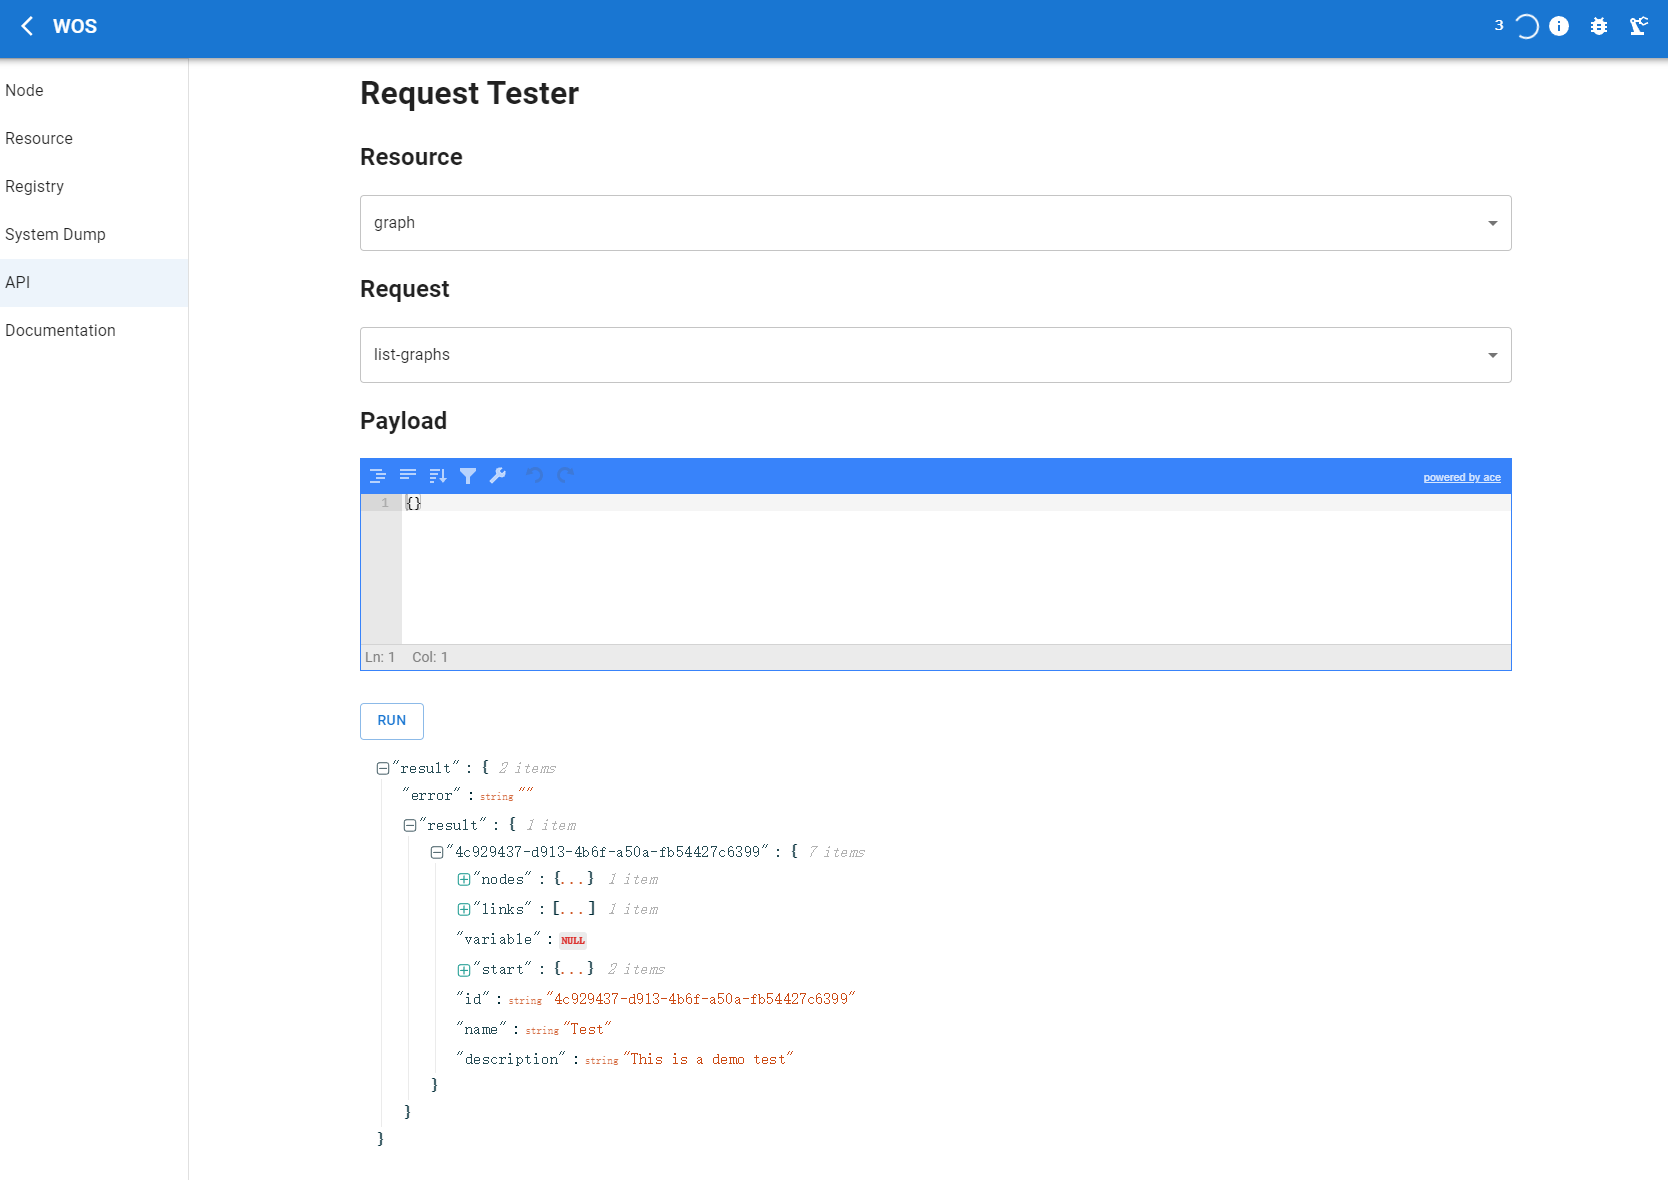 WOS
3
Node
Resource
Registry
System Dump
API
Documentation
Request Tester
Resource
graph
Request
list-graphs
Payload
powered by ace
1 {}
Ln: 1 Col: 1
RUN
"result" : { 2 items
"error" : string ""
"result" : { 1 item
"4c929437-d913-4b6f-a50a-fb54427c6399" : { 7 items
"nodes" : {...} 1 item
"links" : [...] 1 item
"variable" : NULL
"start" : {...} 2 items
"id" : string "4c929437-d913-4b6f-a50a-fb54427c6399"
"name" : string "Test"
"description" : string "This is a demo test"
}
}
}